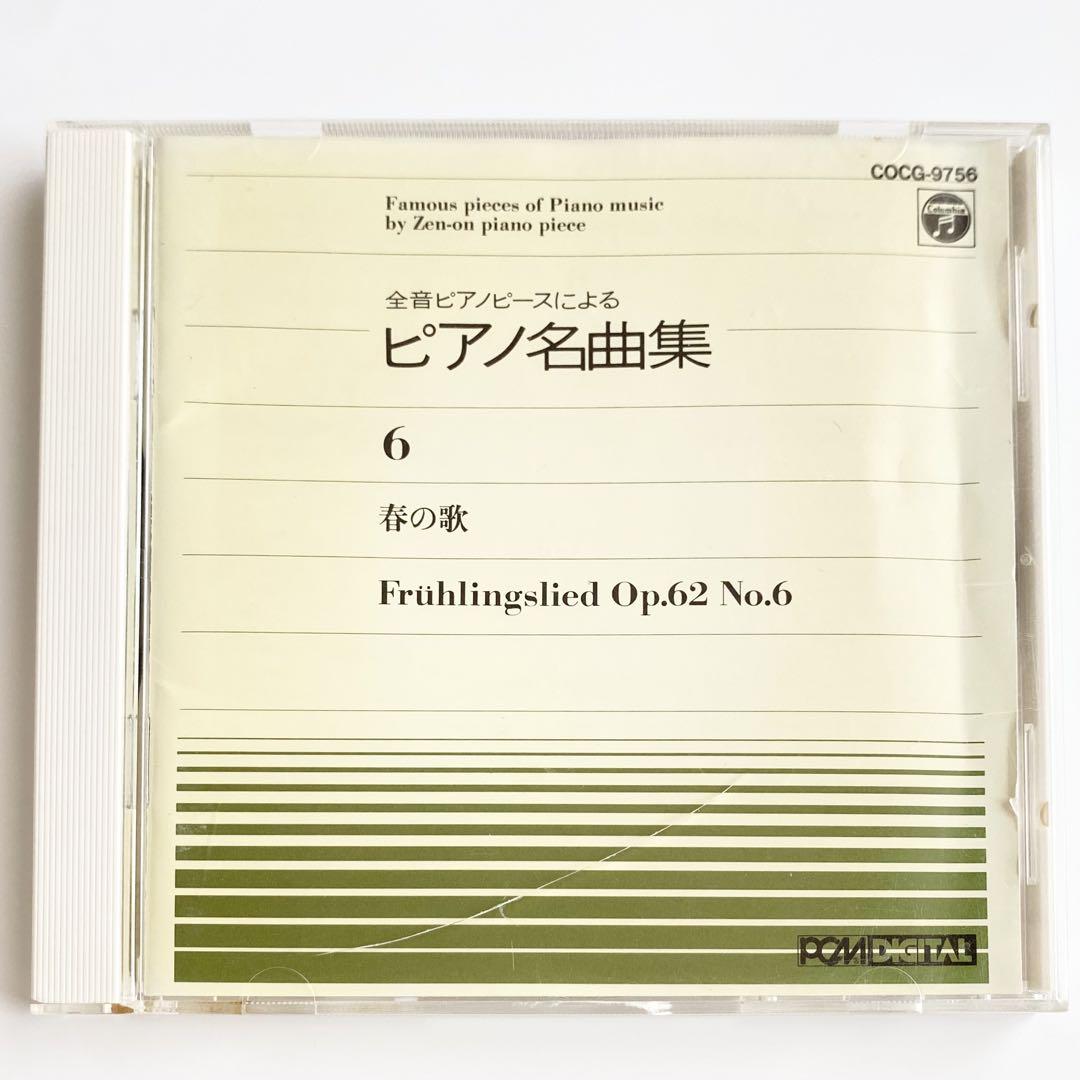 COCG-9756
Famous pieces of Piano music
by Zen-on piano piece
Columbia
全音ピアノピースによる
ピアノ名曲集
6
春の歌
Frühlingslied Op.62 No.6
PCM DIGITAL